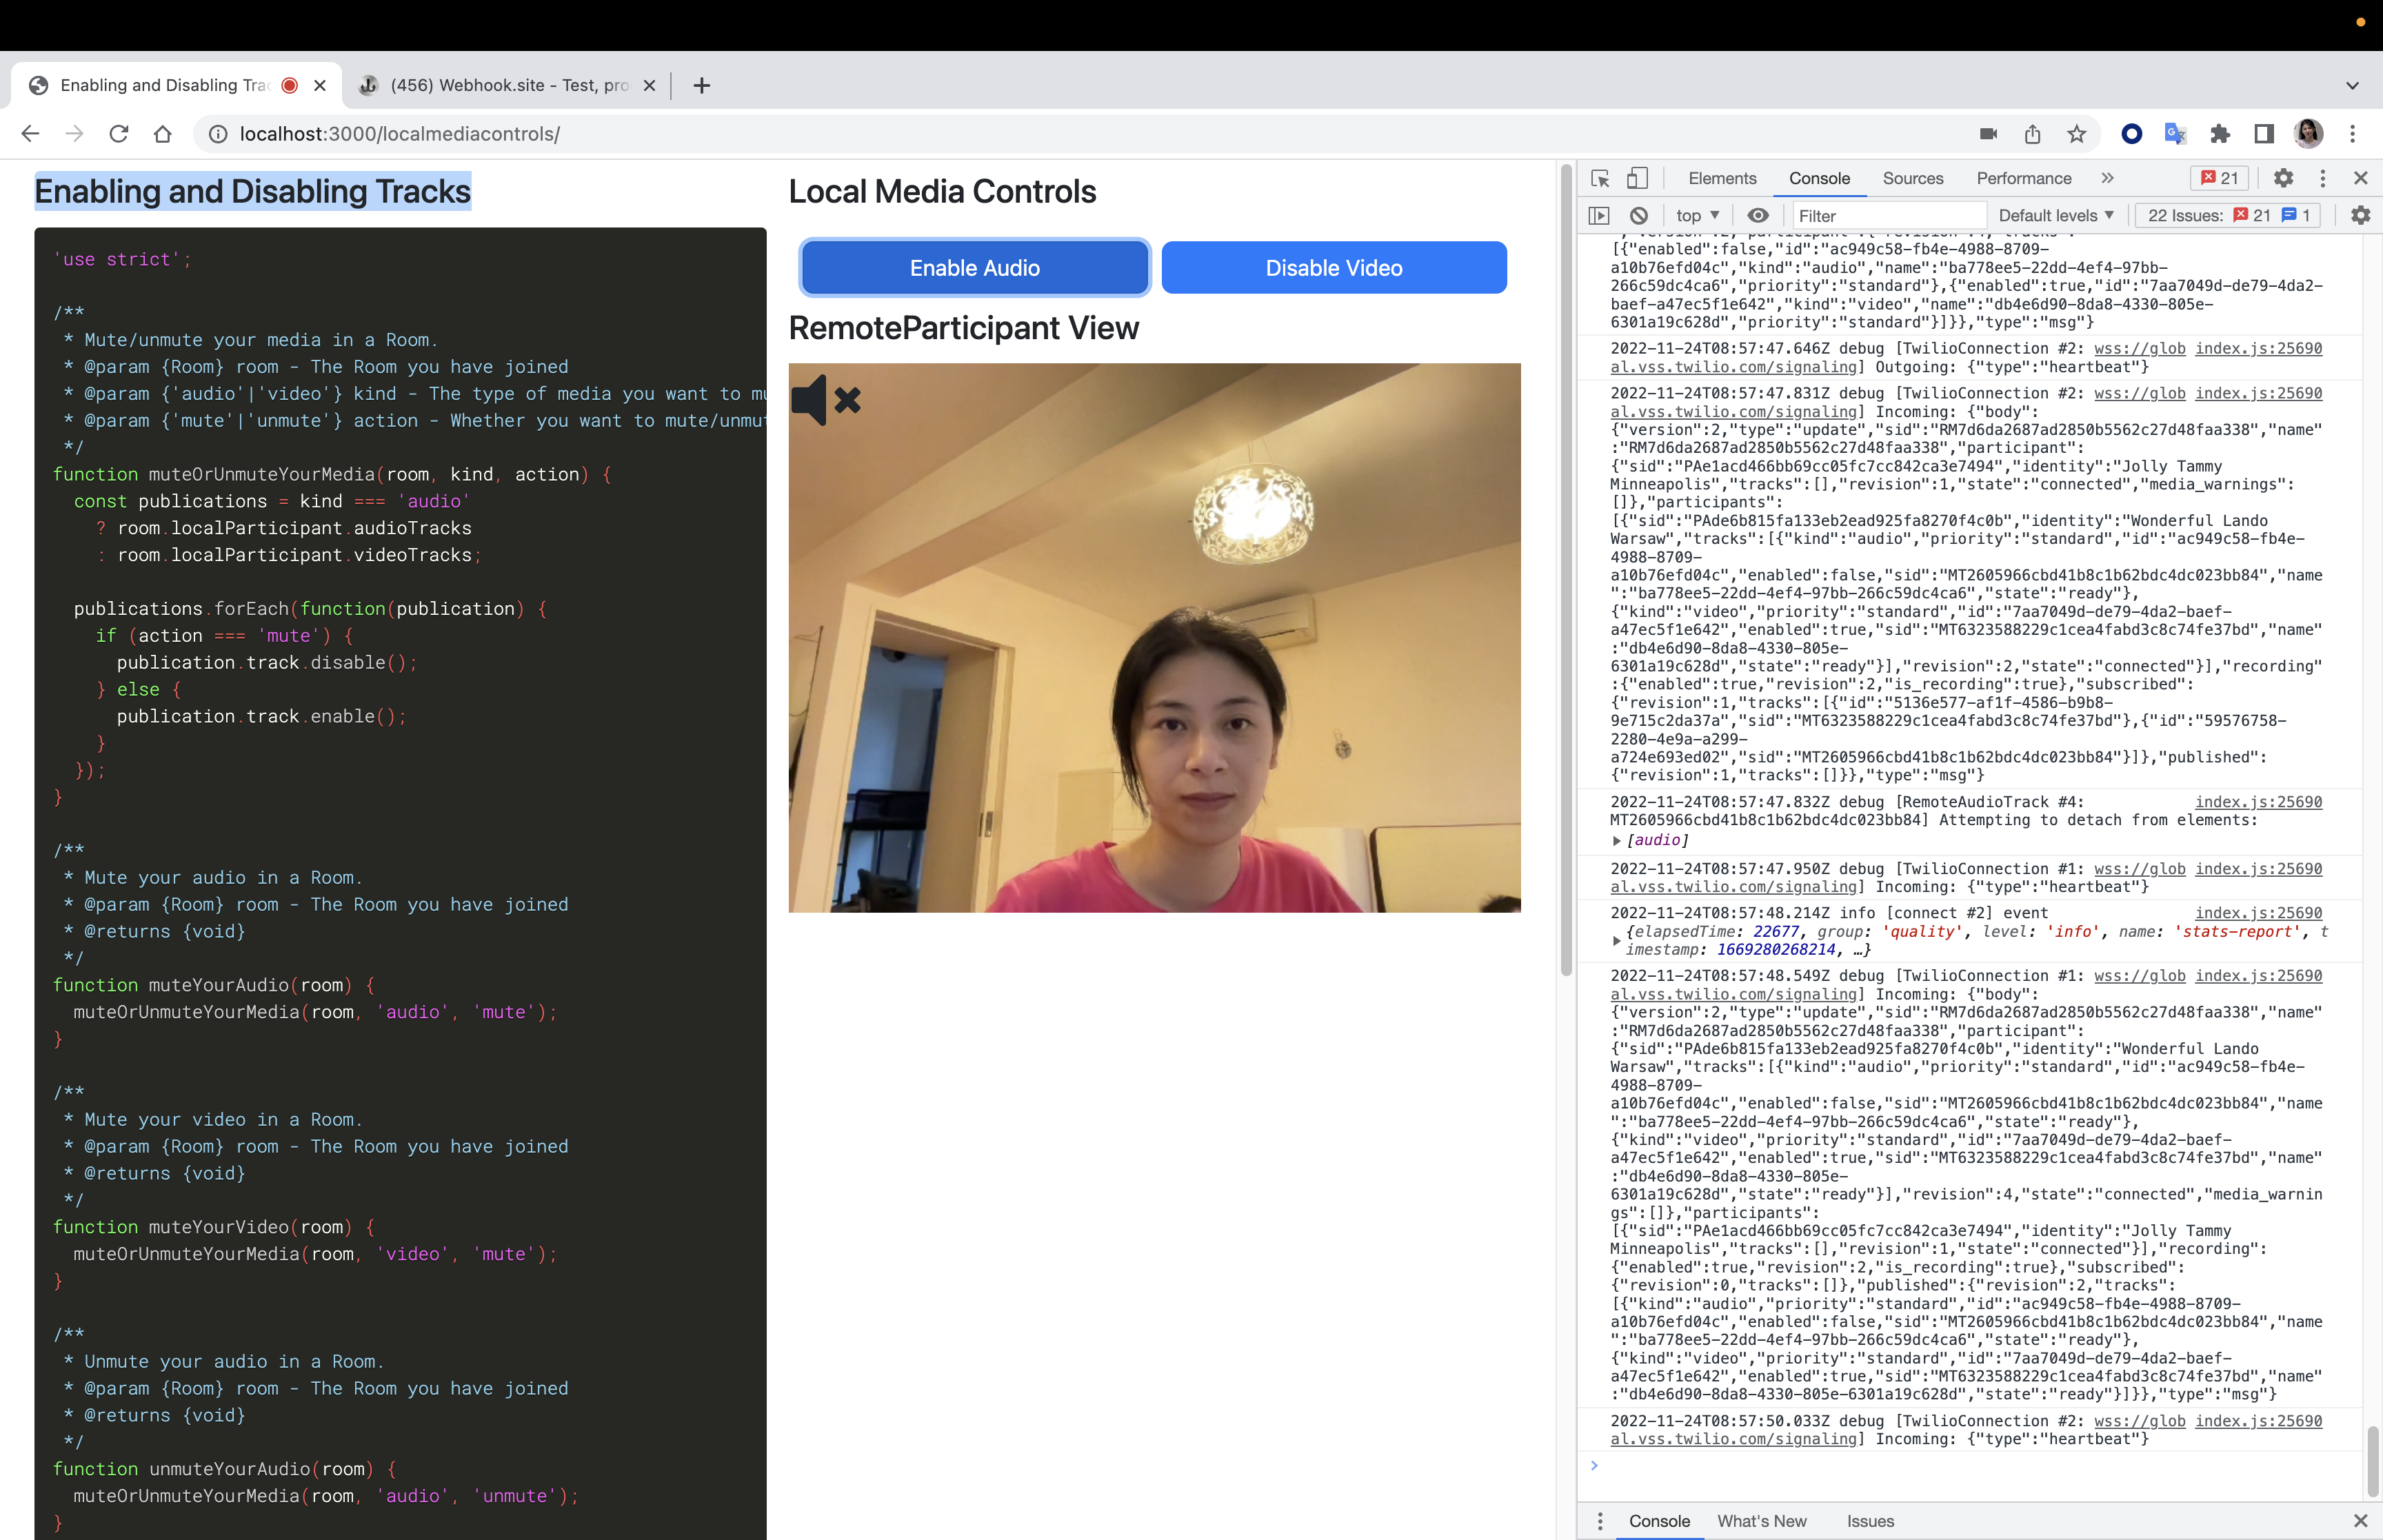 Enabling and Disabling Trac
(456) Webhook.site - Test, pro
localhost:3000/localmediacontrols/
Enabling and Disabling Tracks
'use strict';
/**
 * Mute/unmute your media in a Room.
 * @param {Room} room - The Room you have joined
 * @param {'audio'|'video'} kind - The type of media you want to mu
 * @param {'mute'|'unmute'} action - Whether you want to mute/unmut
 */
function muteOrUnmuteYourMedia(room, kind, action) {
  const publications = kind === 'audio'
    ? room.localParticipant.audioTracks
    : room.localParticipant.videoTracks;
  publications.forEach(function(publication) {
    if (action === 'mute') {
      publication.track.disable();
    } else {
      publication.track.enable();
    }
  });
}
/**
 * Mute your audio in a Room.
 * @param {Room} room - The Room you have joined
 * @returns {void}
 */
function muteYourAudio(room) {
  muteOrUnmuteYourMedia(room, 'audio', 'mute');
}
/**
 * Mute your video in a Room.
 * @param {Room} room - The Room you have joined
 * @returns {void}
 */
function muteYourVideo(room) {
  muteOrUnmuteYourMedia(room, 'video', 'mute');
}
/**
 * Unmute your audio in a Room.
 * @param {Room} room - The Room you have joined
 * @returns {void}
 */
function unmuteYourAudio(room) {
  muteOrUnmuteYourMedia(room, 'audio', 'unmute');
}
Local Media Controls
Enable Audio
Disable Video
RemoteParticipant View
Elements Console Sources Performance 21
top Filter Default levels 22 Issues: 21 1
[{"enabled":false,"id":"ac949c58-fb4e-4988-8709-
a10b76efd04c","kind":"audio","name":"ba778ee5-22dd-4ef4-97bb-
266c59dc4ca6","priority":"standard"},{"enabled":true,"id":"7aa7049d-de79-4da2-
baef-a47ec5f1e642","kind":"video","name":"db4e6d90-8da8-4330-805e-
6301a19c628d","priority":"standard"}]}},"type":"msg"}
2022-11-24T08:57:47.646Z debug [TwilioConnection #2: wss://glob index.js:25690
al.vss.twilio.com/signaling] Outgoing: {"type":"heartbeat"}
2022-11-24T08:57:47.831Z debug [TwilioConnection #2: wss://glob index.js:25690
al.vss.twilio.com/signaling] Incoming: {"body":
{"version":2,"type":"update","sid":"RM7d6da2687ad2850b5562c27d48faa338","name"
:"RM7d6da2687ad2850b5562c27d48faa338","participant":
{"sid":"PAe1acd466bb69cc05fc7cc842ca3e7494","identity":"Jolly Tammy
Minneapolis","tracks":[],"revision":1,"state":"connected","media_warnings":
[]},"participants":
[{"sid":"PAde6b815fa133eb2ead925fa8270f4c0b","identity":"Wonderful Lando
Warsaw","tracks":[{"kind":"audio","priority":"standard","id":"ac949c58-fb4e-
4988-8709-
a10b76efd04c","enabled":false,"sid":"MT2605966cbd41b8c1b62bdc4dc023bb84","name
":"ba778ee5-22dd-4ef4-97bb-266c59dc4ca6","state":"ready"},
{"kind":"video","priority":"standard","id":"7aa7049d-de79-4da2-baef-
a47ec5f1e642","enabled":true,"sid":"MT6323588229c1cea4fabd3c8c74fe37bd","name"
:"db4e6d90-8da8-4330-805e-
6301a19c628d","state":"ready"}],"revision":2,"state":"connected"}],"recording"
:{"enabled":true,"revision":2,"is_recording":true},"subscribed":
{"revision":1,"tracks":[{"id":"5136e577-af1f-4586-b9b8-
9e715c2da37a","sid":"MT6323588229c1cea4fabd3c8c74fe37bd"},{"id":"59576758-
2280-4e9a-a299-
a724e693ed02","sid":"MT2605966cbd41b8c1b62bdc4dc023bb84"}]},"published":
{"revision":1,"tracks":[]}},"type":"msg"}
2022-11-24T08:57:47.832Z debug [RemoteAudioTrack #4: index.js:25690
MT2605966cbd41b8c1b62bdc4dc023bb84] Attempting to detach from elements:
[audio]
2022-11-24T08:57:47.950Z debug [TwilioConnection #1: wss://glob index.js:25690
al.vss.twilio.com/signaling] Incoming: {"type":"heartbeat"}
2022-11-24T08:57:48.214Z info [connect #2] event index.js:25690
{elapsedTime: 22677, group: 'quality', level: 'info', name: 'stats-report', t
imestamp: 1669280268214, …}
2022-11-24T08:57:48.549Z debug [TwilioConnection #1: wss://glob index.js:25690
al.vss.twilio.com/signaling] Incoming: {"body":
{"version":2,"type":"update","sid":"RM7d6da2687ad2850b5562c27d48faa338","name"
:"RM7d6da2687ad2850b5562c27d48faa338","participant":
{"sid":"PAde6b815fa133eb2ead925fa8270f4c0b","identity":"Wonderful Lando
Warsaw","tracks":[{"kind":"audio","priority":"standard","id":"ac949c58-fb4e-
4988-8709-
a10b76efd04c","enabled":false,"sid":"MT2605966cbd41b8c1b62bdc4dc023bb84","name
":"ba778ee5-22dd-4ef4-97bb-266c59dc4ca6","state":"ready"},
{"kind":"video","priority":"standard","id":"7aa7049d-de79-4da2-baef-
a47ec5f1e642","enabled":true,"sid":"MT6323588229c1cea4fabd3c8c74fe37bd","name"
:"db4e6d90-8da8-4330-805e-
6301a19c628d","state":"ready"}],"revision":4,"state":"connected","media_warnin
gs":[]},"participants":
[{"sid":"PAe1acd466bb69cc05fc7cc842ca3e7494","identity":"Jolly Tammy
Minneapolis","tracks":[],"revision":1,"state":"connected"}],"recording":
{"enabled":true,"revision":2,"is_recording":true},"subscribed":
{"revision":0,"tracks":[]},"published":{"revision":2,"tracks":
[{"kind":"audio","priority":"standard","id":"ac949c58-fb4e-4988-8709-
a10b76efd04c","enabled":false,"sid":"MT2605966cbd41b8c1b62bdc4dc023bb84","name
":"ba778ee5-22dd-4ef4-97bb-266c59dc4ca6","state":"ready"},
{"kind":"video","priority":"standard","id":"7aa7049d-de79-4da2-baef-
a47ec5f1e642","enabled":true,"sid":"MT6323588229c1cea4fabd3c8c74fe37bd","name"
:"db4e6d90-8da8-4330-805e-6301a19c628d","state":"ready"}]}},"type":"msg"}
2022-11-24T08:57:50.033Z debug [TwilioConnection #2: wss://glob index.js:25690
al.vss.twilio.com/signaling] Incoming: {"type":"heartbeat"}
Console What's New Issues